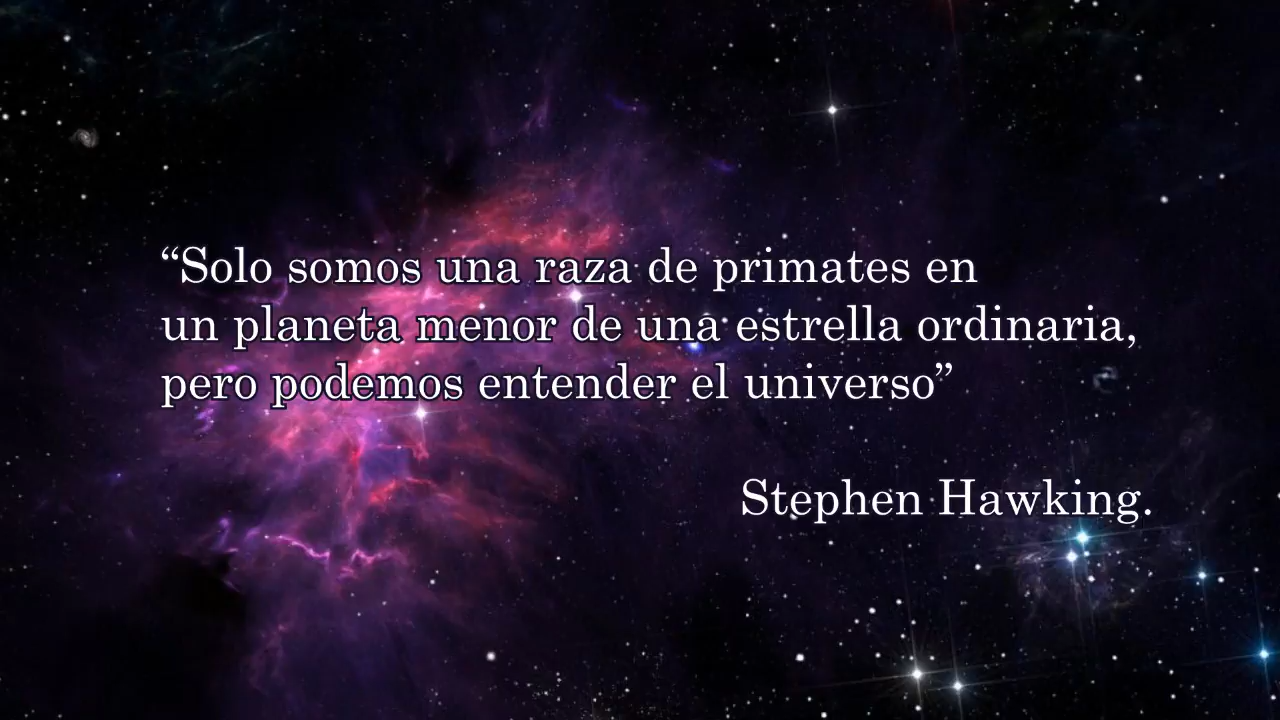 “Solo somos una raza de primates en
un planeta menor de una estrella ordinaria,
pero podemos entender el universo”
Stephen Hawking.